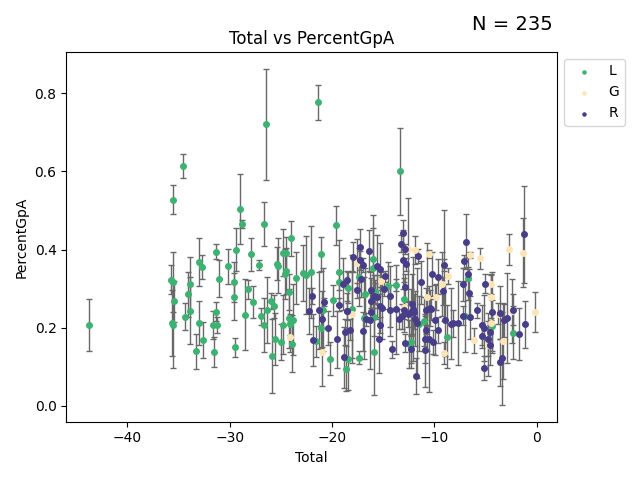 N = 235
Total vs PercentGpA
L
G
R
PercentGpA
0.8
0.6
0.4
0.2
0.0
−40 −30 −20 −10 0
Total